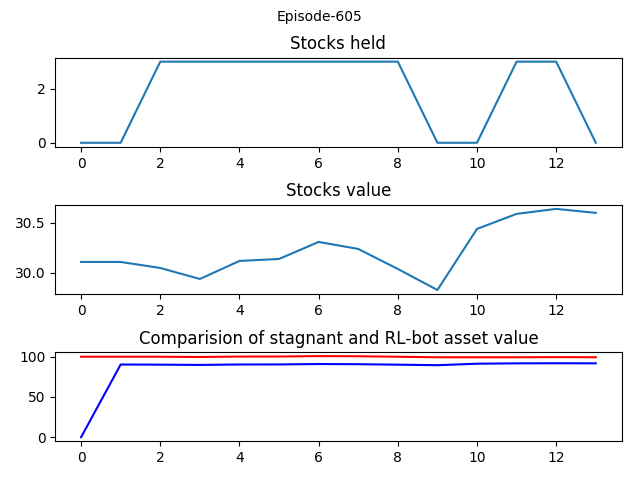 Episode-605
Stocks held
2
0
0 2 4 6 8 10 12
Stocks value
30.5
30.0
0 2 4 6 8 10 12
Comparision of stagnant and RL-bot asset value
100
50
0
0 2 4 6 8 10 12